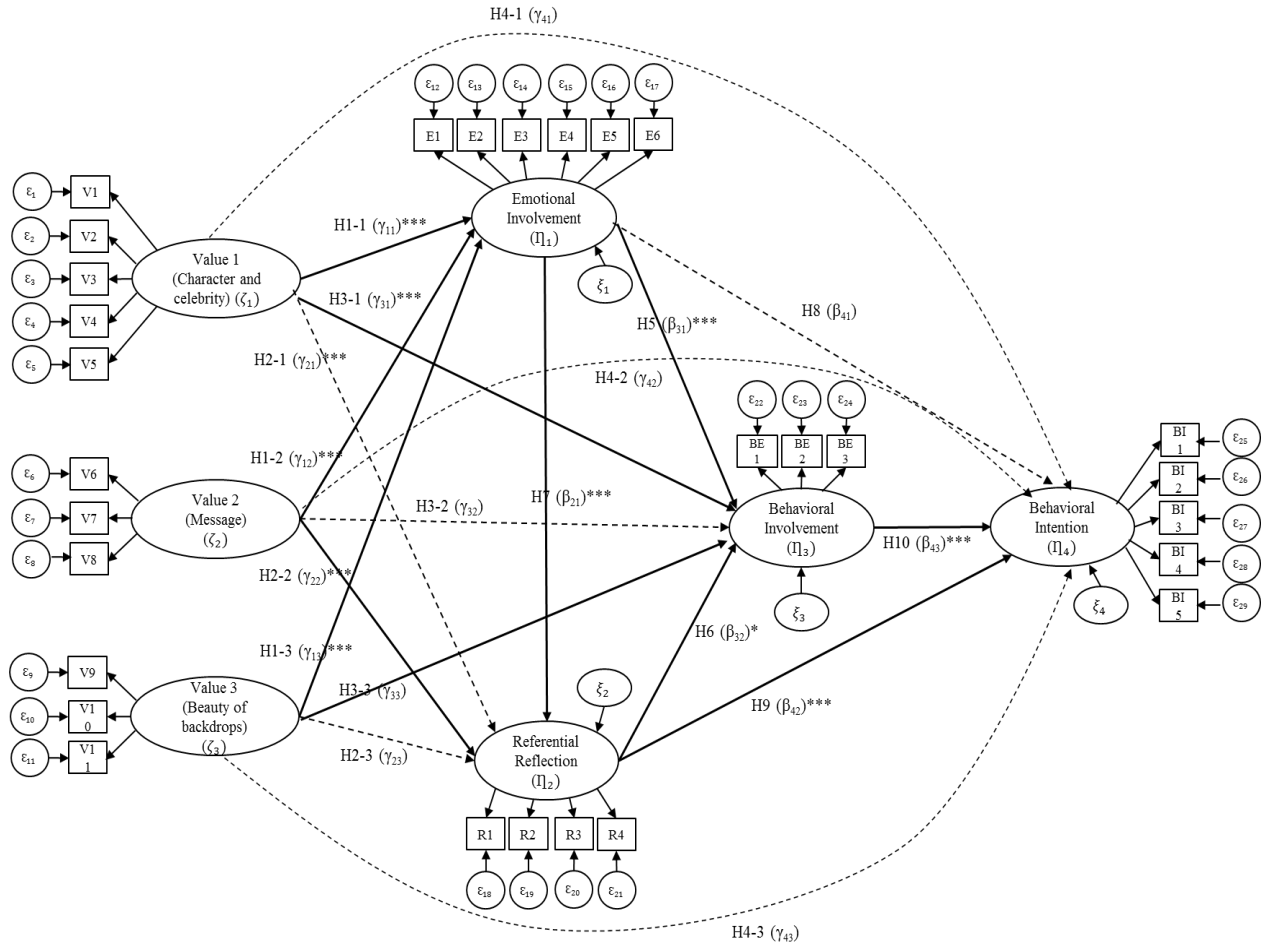 H4-1 (γ₄₁)
ε₁₂ ε₁₃ ε₁₄ ε₁₅ ε₁₆ ε₁₇
E1 E2 E3 E4 E5 E6
ε₁ V1
ε₂ V2
ε₃ V3
ε₄ V4
ε₅ V5
Value 1
(Character and
celebrity) (ζ₁)
Emotional
Involvement
(Ƞ₁)
ξ₁
H1-1 (γ₁₁)***
H3-1 (γ₃₁)***
H2-1 (γ₂₁)***
H5 (β₃₁)***
H8 (β₄₁)
H4-2 (γ₄₂)
ε₂₂ ε₂₃ ε₂₄
BE
1
BE
2
BE
3
ε₆ V6
ε₇ V7
ε₈ V8
Value 2
(Message)
(ζ₂)
H1-2 (γ₁₂)***
H3-2 (γ₃₂)
H7 (β₂₁)***
H2-2 (γ₂₂)***
Behavioral
Involvement
(Ƞ₃)
ξ₃
H10 (β₄₃)***
Behavioral
Intention
(Ƞ₄)
ξ₄
BI
1
ε₂₅
BI
2
ε₂₆
BI
3
ε₂₇
BI
4
ε₂₈
BI
5
ε₂₉
H1-3 (γ₁₃)***
H3-3 (γ₃₃)
H2-3 (γ₂₃)
H6 (β₃₂)*
H9 (β₄₂)***
ε₉ V9
ε₁₀ V1
0
ε₁₁ V1
1
Value 3
(Beauty of
backdrops)
(ζ₃)
ξ₂
Referential
Reflection
(Ƞ₂)
R1 R2 R3 R4
ε₁₈ ε₁₉ ε₂₀ ε₂₁
H4-3 (γ₄₃)